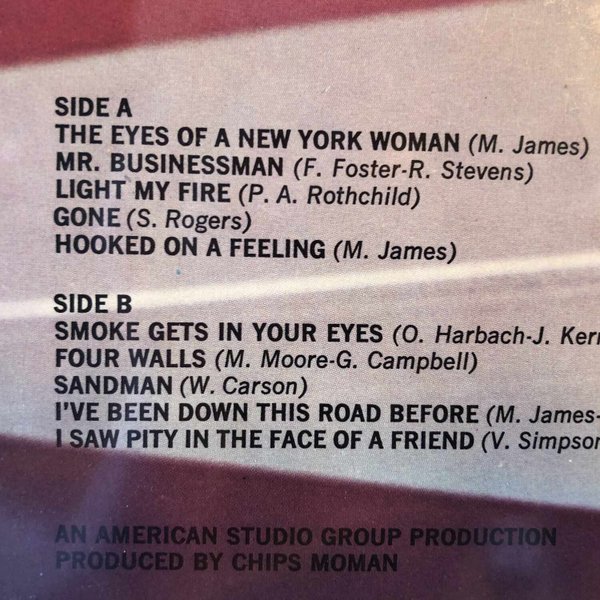 SIDE A
THE EYES OF A NEW YORK WOMAN (M. James)
MR. BUSINESSMAN (F. Foster-R. Stevens)
LIGHT MY FIRE (P. A. Rothchild)
GONE (S. Rogers)
HOOKED ON A FEELING (M. James)
SIDE B
SMOKE GETS IN YOUR EYES (O. Harbach-J. Kern
FOUR WALLS (M. Moore-G. Campbell)
SANDMAN (W. Carson)
I'VE BEEN DOWN THIS ROAD BEFORE (M. James-
I SAW PITY IN THE FACE OF A FRIEND (V. Simpson
AN AMERICAN STUDIO GROUP PRODUCTION
PRODUCED BY CHIPS MOMAN